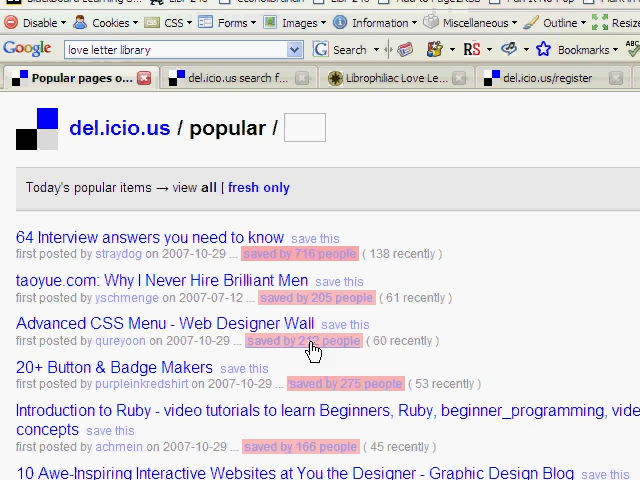 Disable Cookies CSS Forms Images Information Miscellaneous Outline Resize
Google love letter library G Search RS Bookmarks ABC
Popular pages o... del.icio.us search f... Librophiliac Love Le... del.icio.us/register
del.icio.us / popular /
Today's popular items → view all | fresh only
64 Interview answers you need to know save this
first posted by straydog on 2007-10-29 ... saved by 716 people ( 138 recently )
taoyue.com: Why I Never Hire Brilliant Men save this
first posted by yschmenge on 2007-07-12 ... saved by 205 people ( 61 recently )
Advanced CSS Menu - Web Designer Wall save this
first posted by qureyoon on 2007-10-29 ... saved by people ( 60 recently )
20+ Button & Badge Makers save this
first posted by purpleinkredshirt on 2007-10-29 ... saved by 275 people ( 53 recently )
Introduction to Ruby - video tutorials to learn Beginners, Ruby, beginner_programming, vide
concepts save this
first posted by achmein on 2007-10-29 ... saved by 166 people ( 45 recently )
10 Awe-Inspiring Interactive Websites at You the Designer - Graphic Design Blog save this